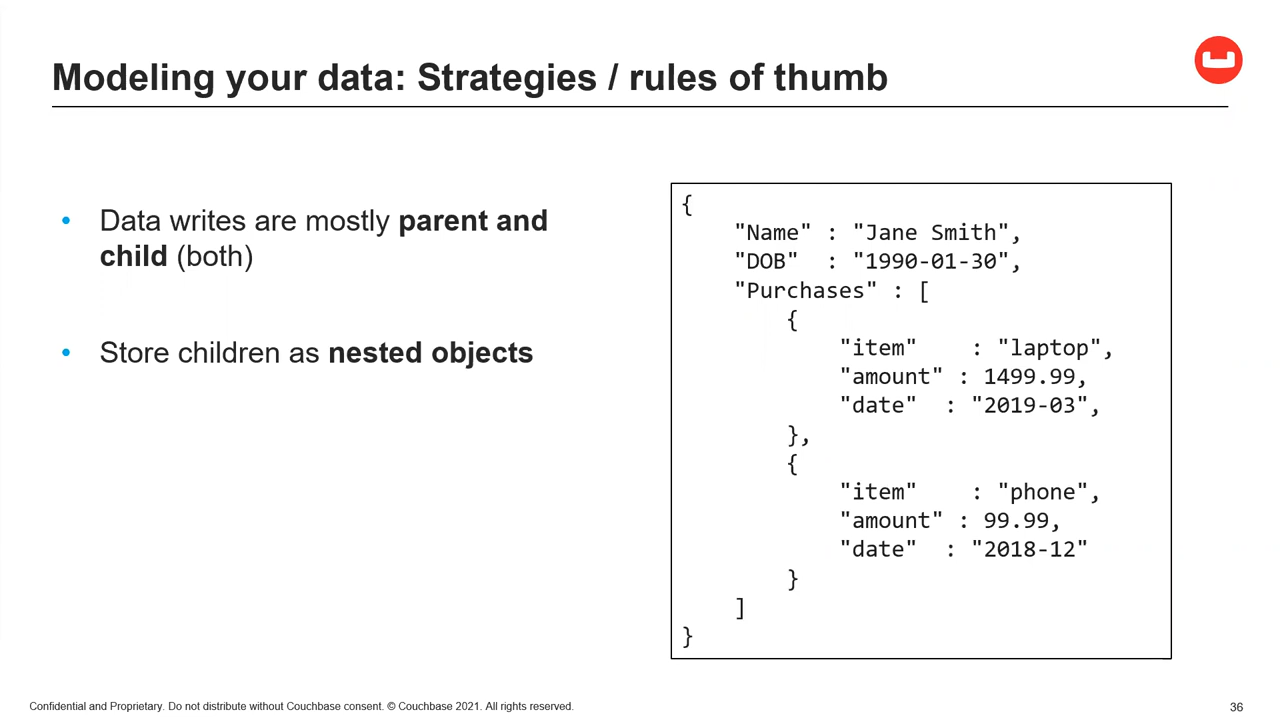 Modeling your data: Strategies / rules of thumb
• Data writes are mostly parent and
child (both)
• Store children as nested objects
{
    "Name" : "Jane Smith",
    "DOB"  : "1990-01-30",
    "Purchases" : [
        {
            "item"    : "laptop",
            "amount" : 1499.99,
            "date"  : "2019-03",
        },
        {
            "item"    : "phone",
            "amount" : 99.99,
            "date"  : "2018-12"
        }
    ]
}
Confidential and Proprietary. Do not distribute without Couchbase consent. © Couchbase 2021. All rights reserved.
36